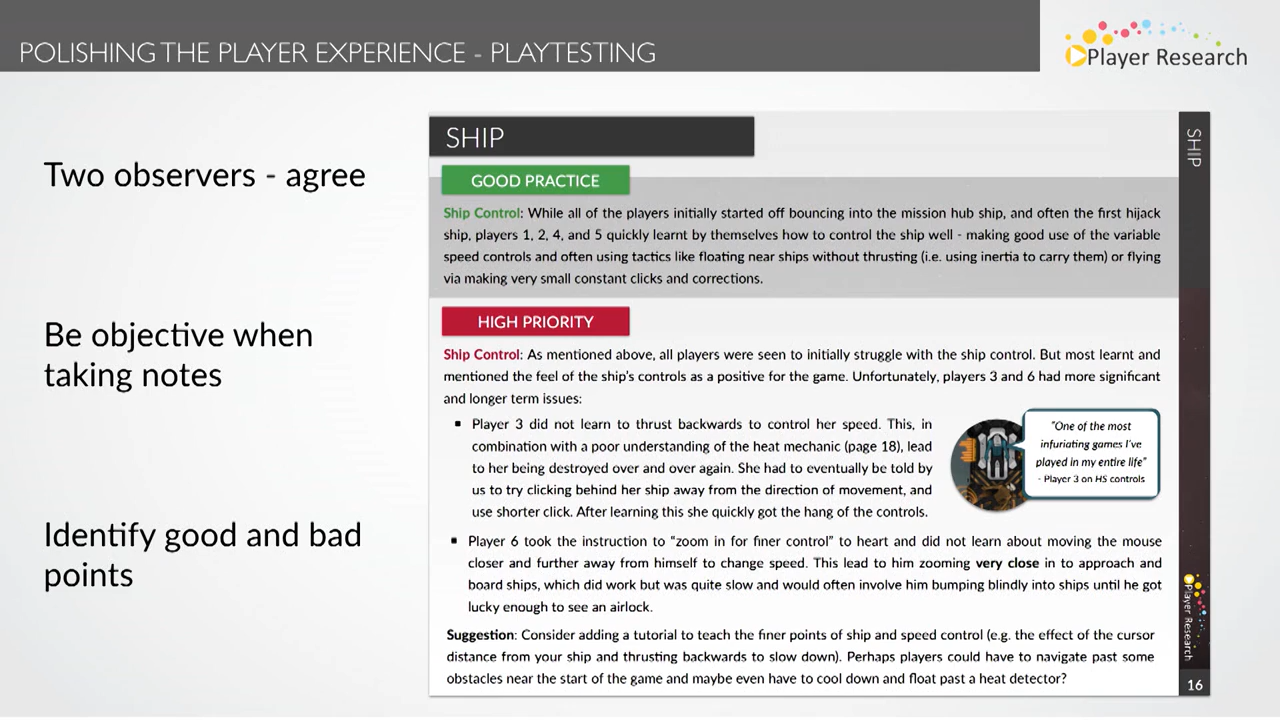 POLISHING THE PLAYER EXPERIENCE - PLAYTESTING
Player Research
Two observers - agree
Be objective when
taking notes
Identify good and bad
points
SHIP
GOOD PRACTICE
Ship Control: While all of the players initially started off bouncing into the mission hub ship, and often the first hijack
ship, players 1, 2, 4, and 5 quickly learnt by themselves how to control the ship well - making good use of the variable
speed controls and often using tactics like floating near ships without thrusting (i.e. using inertia to carry them) or flying
via making very small constant clicks and corrections.
HIGH PRIORITY
Ship Control: As mentioned above, all players were seen to initially struggle with the ship control. But most learnt and
mentioned the feel of the ship's controls as a positive for the game. Unfortunately, players 3 and 6 had more significant
and longer term issues:
▪ Player 3 did not learn to thrust backwards to control her speed. This, in
combination with a poor understanding of the heat mechanic (page 18), lead
to her being destroyed over and over again. She had to eventually be told by
us to try clicking behind her ship away from the direction of movement, and
use shorter click. After learning this she quickly got the hang of the controls.
"One of the most
infuriating games I've
played in my entire life"
- Player 3 on HS controls
▪ Player 6 took the instruction to "zoom in for finer control" to heart and did not learn about moving the mouse
closer and further away from himself to change speed. This lead to him zooming very close in to approach and
board ships, which did work but was quite slow and would often involve him bumping blindly into ships until he got
lucky enough to see an airlock.
Suggestion: Consider adding a tutorial to teach the finer points of ship and speed control (e.g. the effect of the cursor
distance from your ship and thrusting backwards to slow down). Perhaps players could have to navigate past some
obstacles near the start of the game and maybe even have to cool down and float past a heat detector?
SHIP
Player Research
16